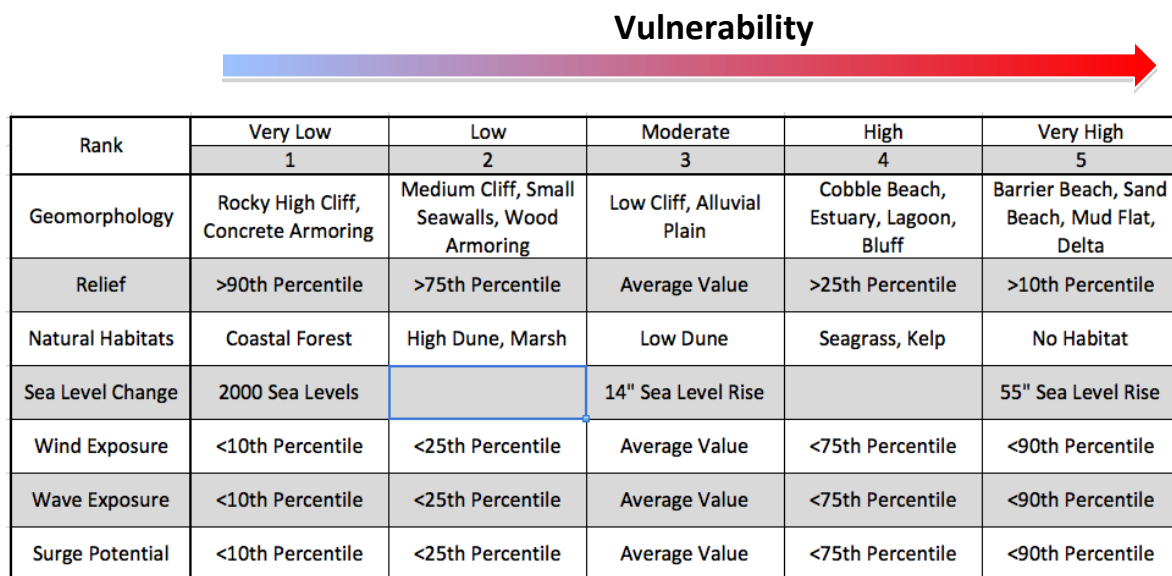 Vulnerability
Rank
Very Low
Low
Moderate
High
Very High
1
2
3
4
5
Geomorphology
Rocky High Cliff,
Concrete Armoring
Medium Cliff, Small
Seawalls, Wood
Armoring
Low Cliff, Alluvial
Plain
Cobble Beach,
Estuary, Lagoon,
Bluff
Barrier Beach, Sand
Beach, Mud Flat,
Delta
Relief
>90th Percentile
>75th Percentile
Average Value
>25th Percentile
>10th Percentile
Natural Habitats
Coastal Forest
High Dune, Marsh
Low Dune
Seagrass, Kelp
No Habitat
Sea Level Change
2000 Sea Levels
14" Sea Level Rise
55" Sea Level Rise
Wind Exposure
<10th Percentile
<25th Percentile
Average Value
<75th Percentile
<90th Percentile
Wave Exposure
<10th Percentile
<25th Percentile
Average Value
<75th Percentile
<90th Percentile
Surge Potential
<10th Percentile
<25th Percentile
Average Value
<75th Percentile
<90th Percentile